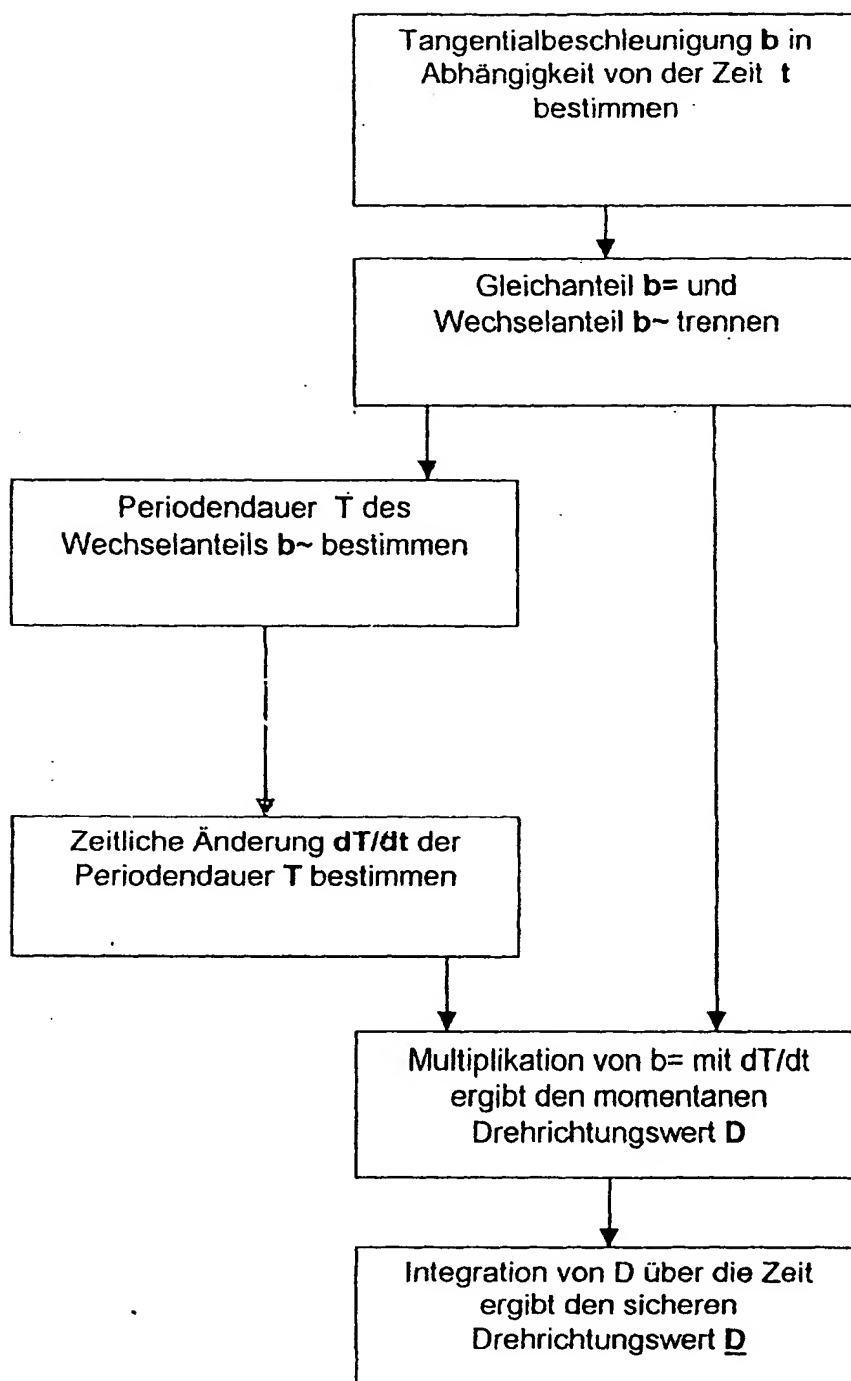 Tangentialbeschleunigung b in
Abhängigkeit von der Zeit t
bestimmen
Gleichanteil b= und
Wechselanteil b~ trennen
Periodendauer T des
Wechselanteils b~ bestimmen
Zeitliche Änderung dT/dt der
Periodendauer T bestimmen
Multiplikation von b= mit dT/dt
ergibt den momentanen
Drehrichtungswert D
Integration von D über die Zeit
ergibt den sicheren
Drehrichtungswert D